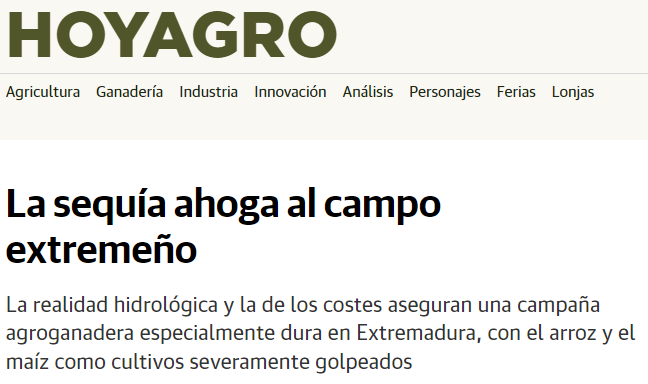 HOYAGRO
Agricultura Ganadería Industria Innovación Análisis Personajes Ferias Lonjas
La sequía ahoga al campo
extremeño
La realidad hidrológica y la de los costes aseguran una campaña
agroganadera especialmente dura en Extremadura, con el arroz y el
maíz como cultivos severamente golpeados